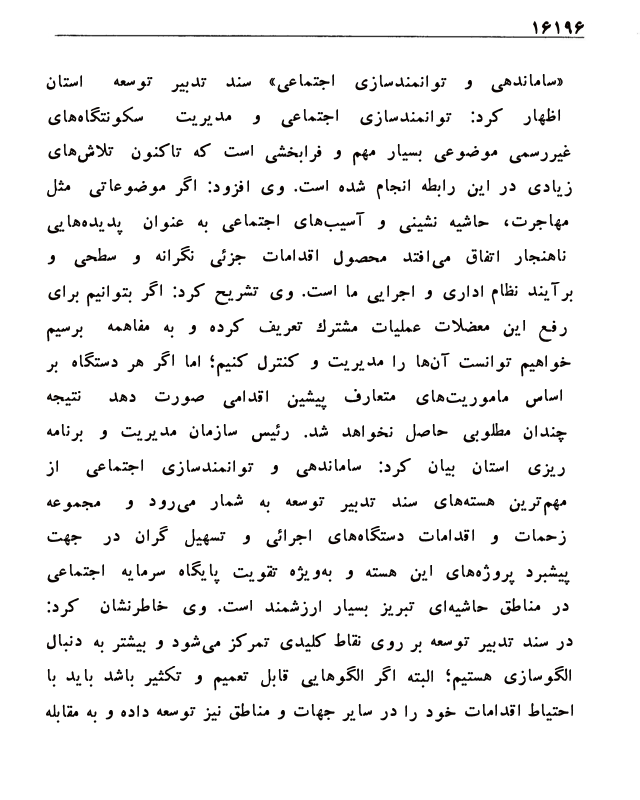 ۱۶۱۹۶
«ساماندهی و توانمندسازی اجتماعی» سند تدبیر توسعه استان
اظهار کرد: توانمندسازی اجتماعی و مدیریت سکونتگاه‌های
غیررسمی موضوعی بسیار مهم و فرابخشی است که تاکنون تلاش‌های
زیادی در این رابطه انجام شده است. وی افزود: اگر موضوعاتی مثل
مهاجرت، حاشیه نشینی و آسیب‌های اجتماعی به عنوان پدیده‌هایی
ناهنجار اتفاق می‌افتد محصول اقدامات جزئی نگرانه و سطحی و
برآیند نظام اداری و اجرایی ما است. وی تشریح کرد: اگر بتوانیم برای
رفع این معضلات عملیات مشترك تعریف کرده و به مفاهمه برسیم
خواهیم توانست آن‌ها را مدیریت و کنترل کنیم؛ اما اگر هر دستگاه بر
اساس ماموریت‌های متعارف پیشین اقدامی صورت دهد نتیجه
چندان مطلوبی حاصل نخواهد شد. رئیس سازمان مدیریت و برنامه
ریزی استان بیان کرد: ساماندهی و توانمندسازی اجتماعی از
مهم‌ترین هسته‌های سند تدبیر توسعه به شمار می‌رود و مجموعه
زحمات و اقدامات دستگاه‌های اجرائی و تسهیل گران در جهت
پیشبرد پروژه‌های این هسته و به‌ویژه تقویت پایگاه سرمایه اجتماعی
در مناطق حاشیه‌ای تبریز بسیار ارزشمند است. وی خاطرنشان کرد:
در سند تدبیر توسعه بر روی نقاط کلیدی تمرکز می‌شود و بیشتر به دنبال
الگوسازی هستیم؛ البته اگر الگوهایی قابل تعمیم و تکثیر باشد باید با
احتیاط اقدامات خود را در سایر جهات و مناطق نیز توسعه داده و به مقابله